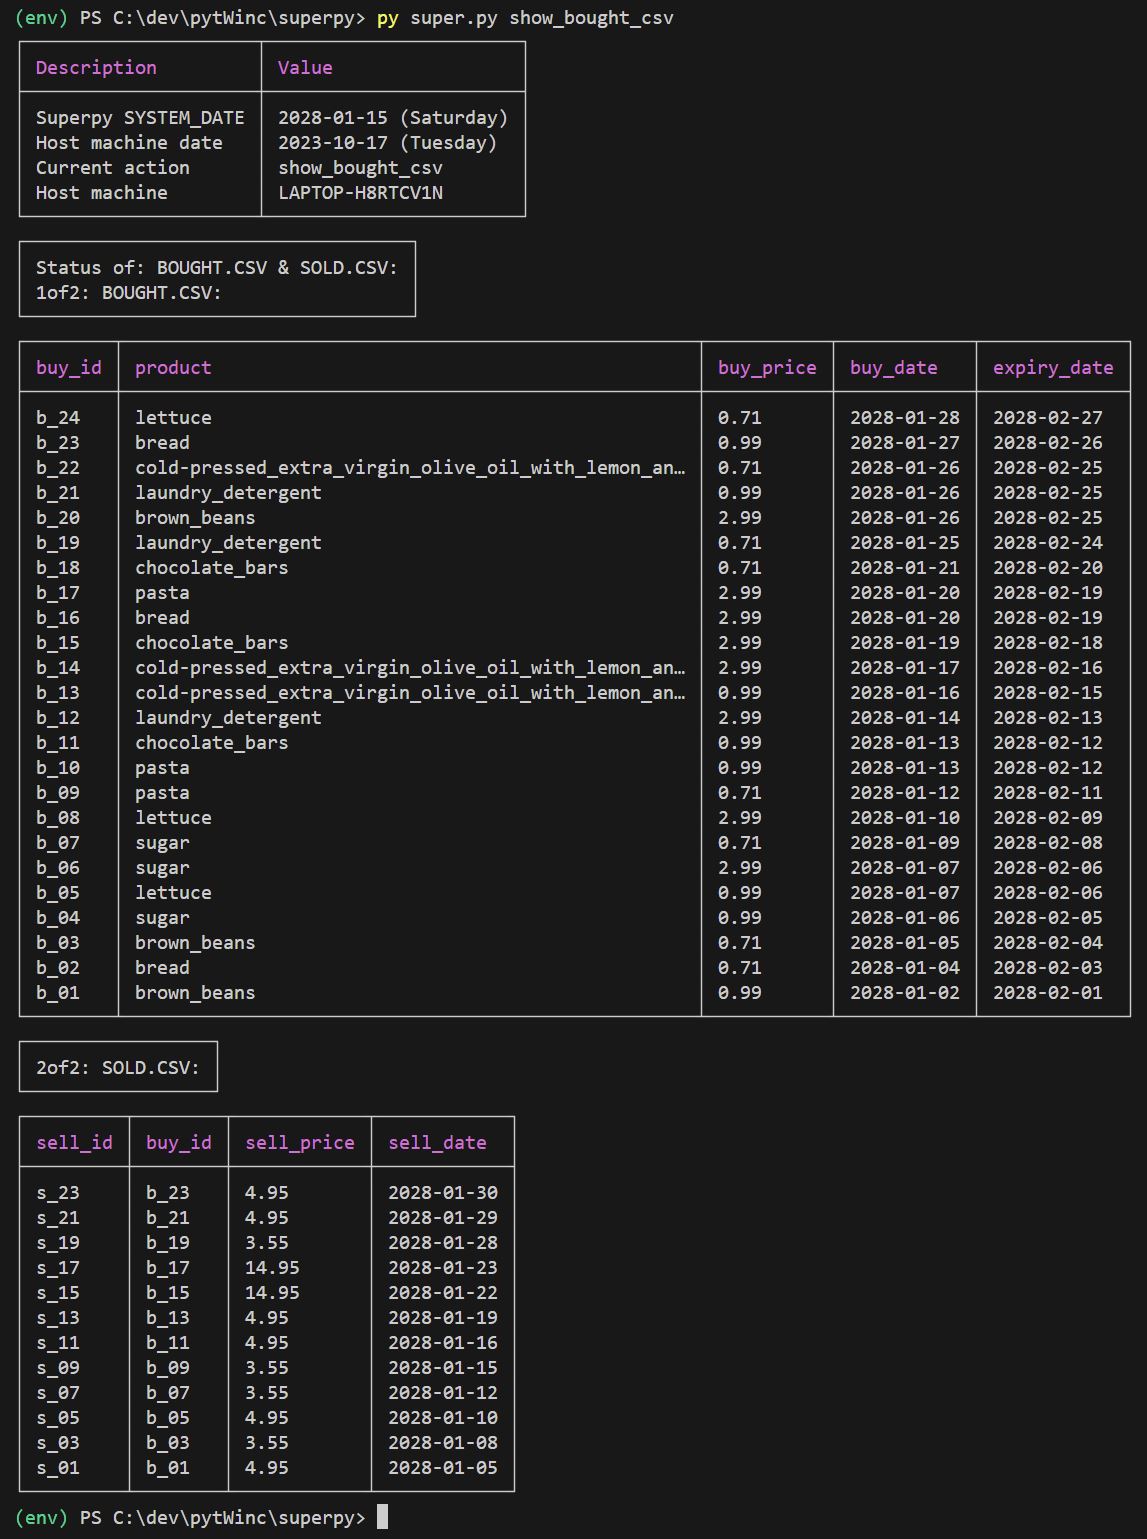 (env) PS C:\dev\pytWinc\superpy> py super.py show_bought_csv
Description Value
Superpy SYSTEM_DATE 2028-01-15 (Saturday)
Host machine date 2023-10-17 (Tuesday)
Current action show_bought_csv
Host machine LAPTOP-H8RTCV1N
Status of: BOUGHT.CSV & SOLD.CSV:
1of2: BOUGHT.CSV:
buy_id product buy_price buy_date expiry_date
b_24 lettuce 0.71 2028-01-28 2028-02-27
b_23 bread 0.99 2028-01-27 2028-02-26
b_22 cold-pressed_extra_virgin_olive_oil_with_lemon_an… 0.71 2028-01-26 2028-02-25
b_21 laundry_detergent 0.99 2028-01-26 2028-02-25
b_20 brown_beans 2.99 2028-01-26 2028-02-25
b_19 laundry_detergent 0.71 2028-01-25 2028-02-24
b_18 chocolate_bars 0.71 2028-01-21 2028-02-20
b_17 pasta 2.99 2028-01-20 2028-02-19
b_16 bread 2.99 2028-01-20 2028-02-19
b_15 chocolate_bars 2.99 2028-01-19 2028-02-18
b_14 cold-pressed_extra_virgin_olive_oil_with_lemon_an… 2.99 2028-01-17 2028-02-16
b_13 cold-pressed_extra_virgin_olive_oil_with_lemon_an… 0.99 2028-01-16 2028-02-15
b_12 laundry_detergent 2.99 2028-01-14 2028-02-13
b_11 chocolate_bars 0.99 2028-01-13 2028-02-12
b_10 pasta 0.99 2028-01-13 2028-02-12
b_09 pasta 0.71 2028-01-12 2028-02-11
b_08 lettuce 2.99 2028-01-10 2028-02-09
b_07 sugar 0.71 2028-01-09 2028-02-08
b_06 sugar 2.99 2028-01-07 2028-02-06
b_05 lettuce 0.99 2028-01-07 2028-02-06
b_04 sugar 0.99 2028-01-06 2028-02-05
b_03 brown_beans 0.71 2028-01-05 2028-02-04
b_02 bread 0.71 2028-01-04 2028-02-03
b_01 brown_beans 0.99 2028-01-02 2028-02-01
2of2: SOLD.CSV:
sell_id buy_id sell_price sell_date
s_23 b_23 4.95 2028-01-30
s_21 b_21 4.95 2028-01-29
s_19 b_19 3.55 2028-01-28
s_17 b_17 14.95 2028-01-23
s_15 b_15 14.95 2028-01-22
s_13 b_13 4.95 2028-01-19
s_11 b_11 4.95 2028-01-16
s_09 b_09 3.55 2028-01-15
s_07 b_07 3.55 2028-01-12
s_05 b_05 4.95 2028-01-10
s_03 b_03 3.55 2028-01-08
s_01 b_01 4.95 2028-01-05
(env) PS C:\dev\pytWinc\superpy>